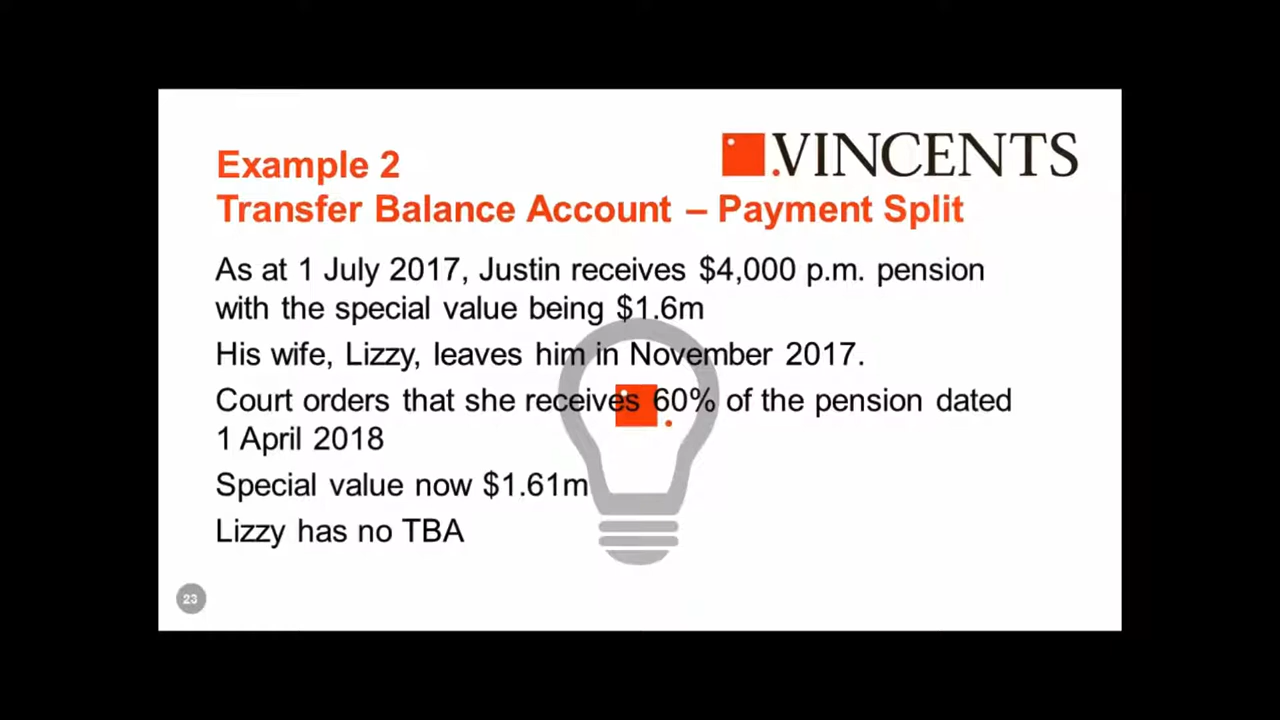 .VINCENTS
Example 2
Transfer Balance Account – Payment Split
As at 1 July 2017, Justin receives $4,000 p.m. pension
with the special value being $1.6m
His wife, Lizzy, leaves him in November 2017.
Court orders that she receives 60% of the pension dated
1 April 2018
Special value now $1.61m
Lizzy has no TBA
23